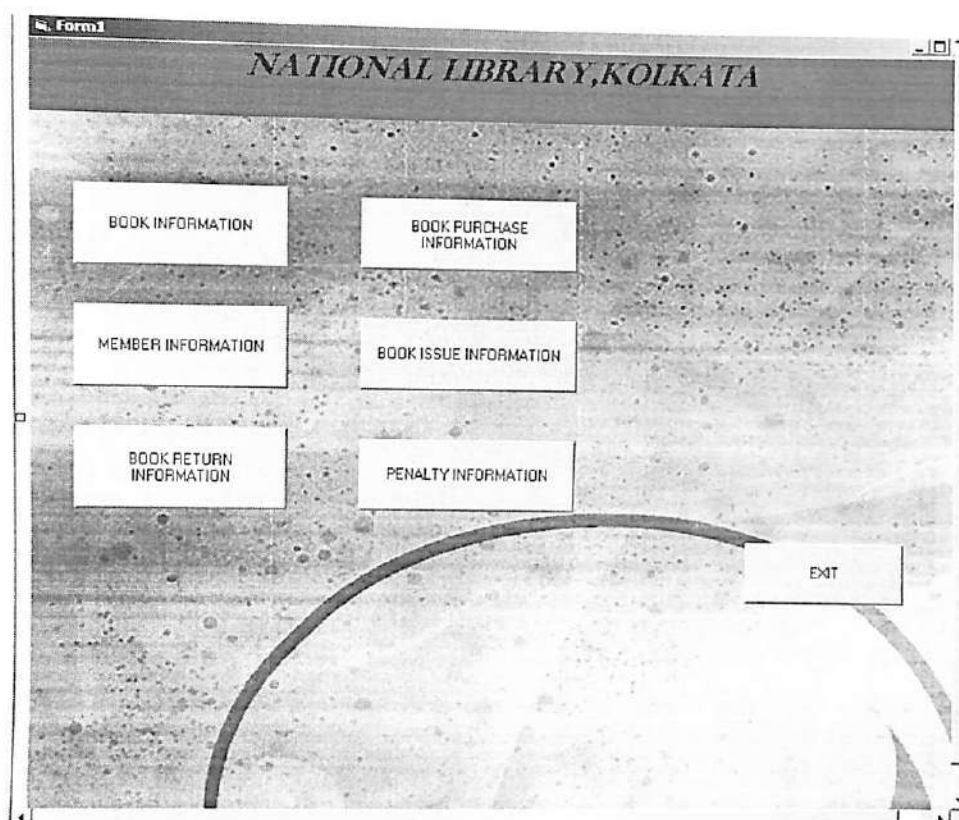 Form1
NATIONAL LIBRARY,KOLKATA
BOOK INFORMATION
BOOK PURCHASE
INFORMATION
MEMBER INFORMATION
BOOK ISSUE INFORMATION
BOOK RETURN
INFORMATION
PENALTY INFORMATION
EXIT